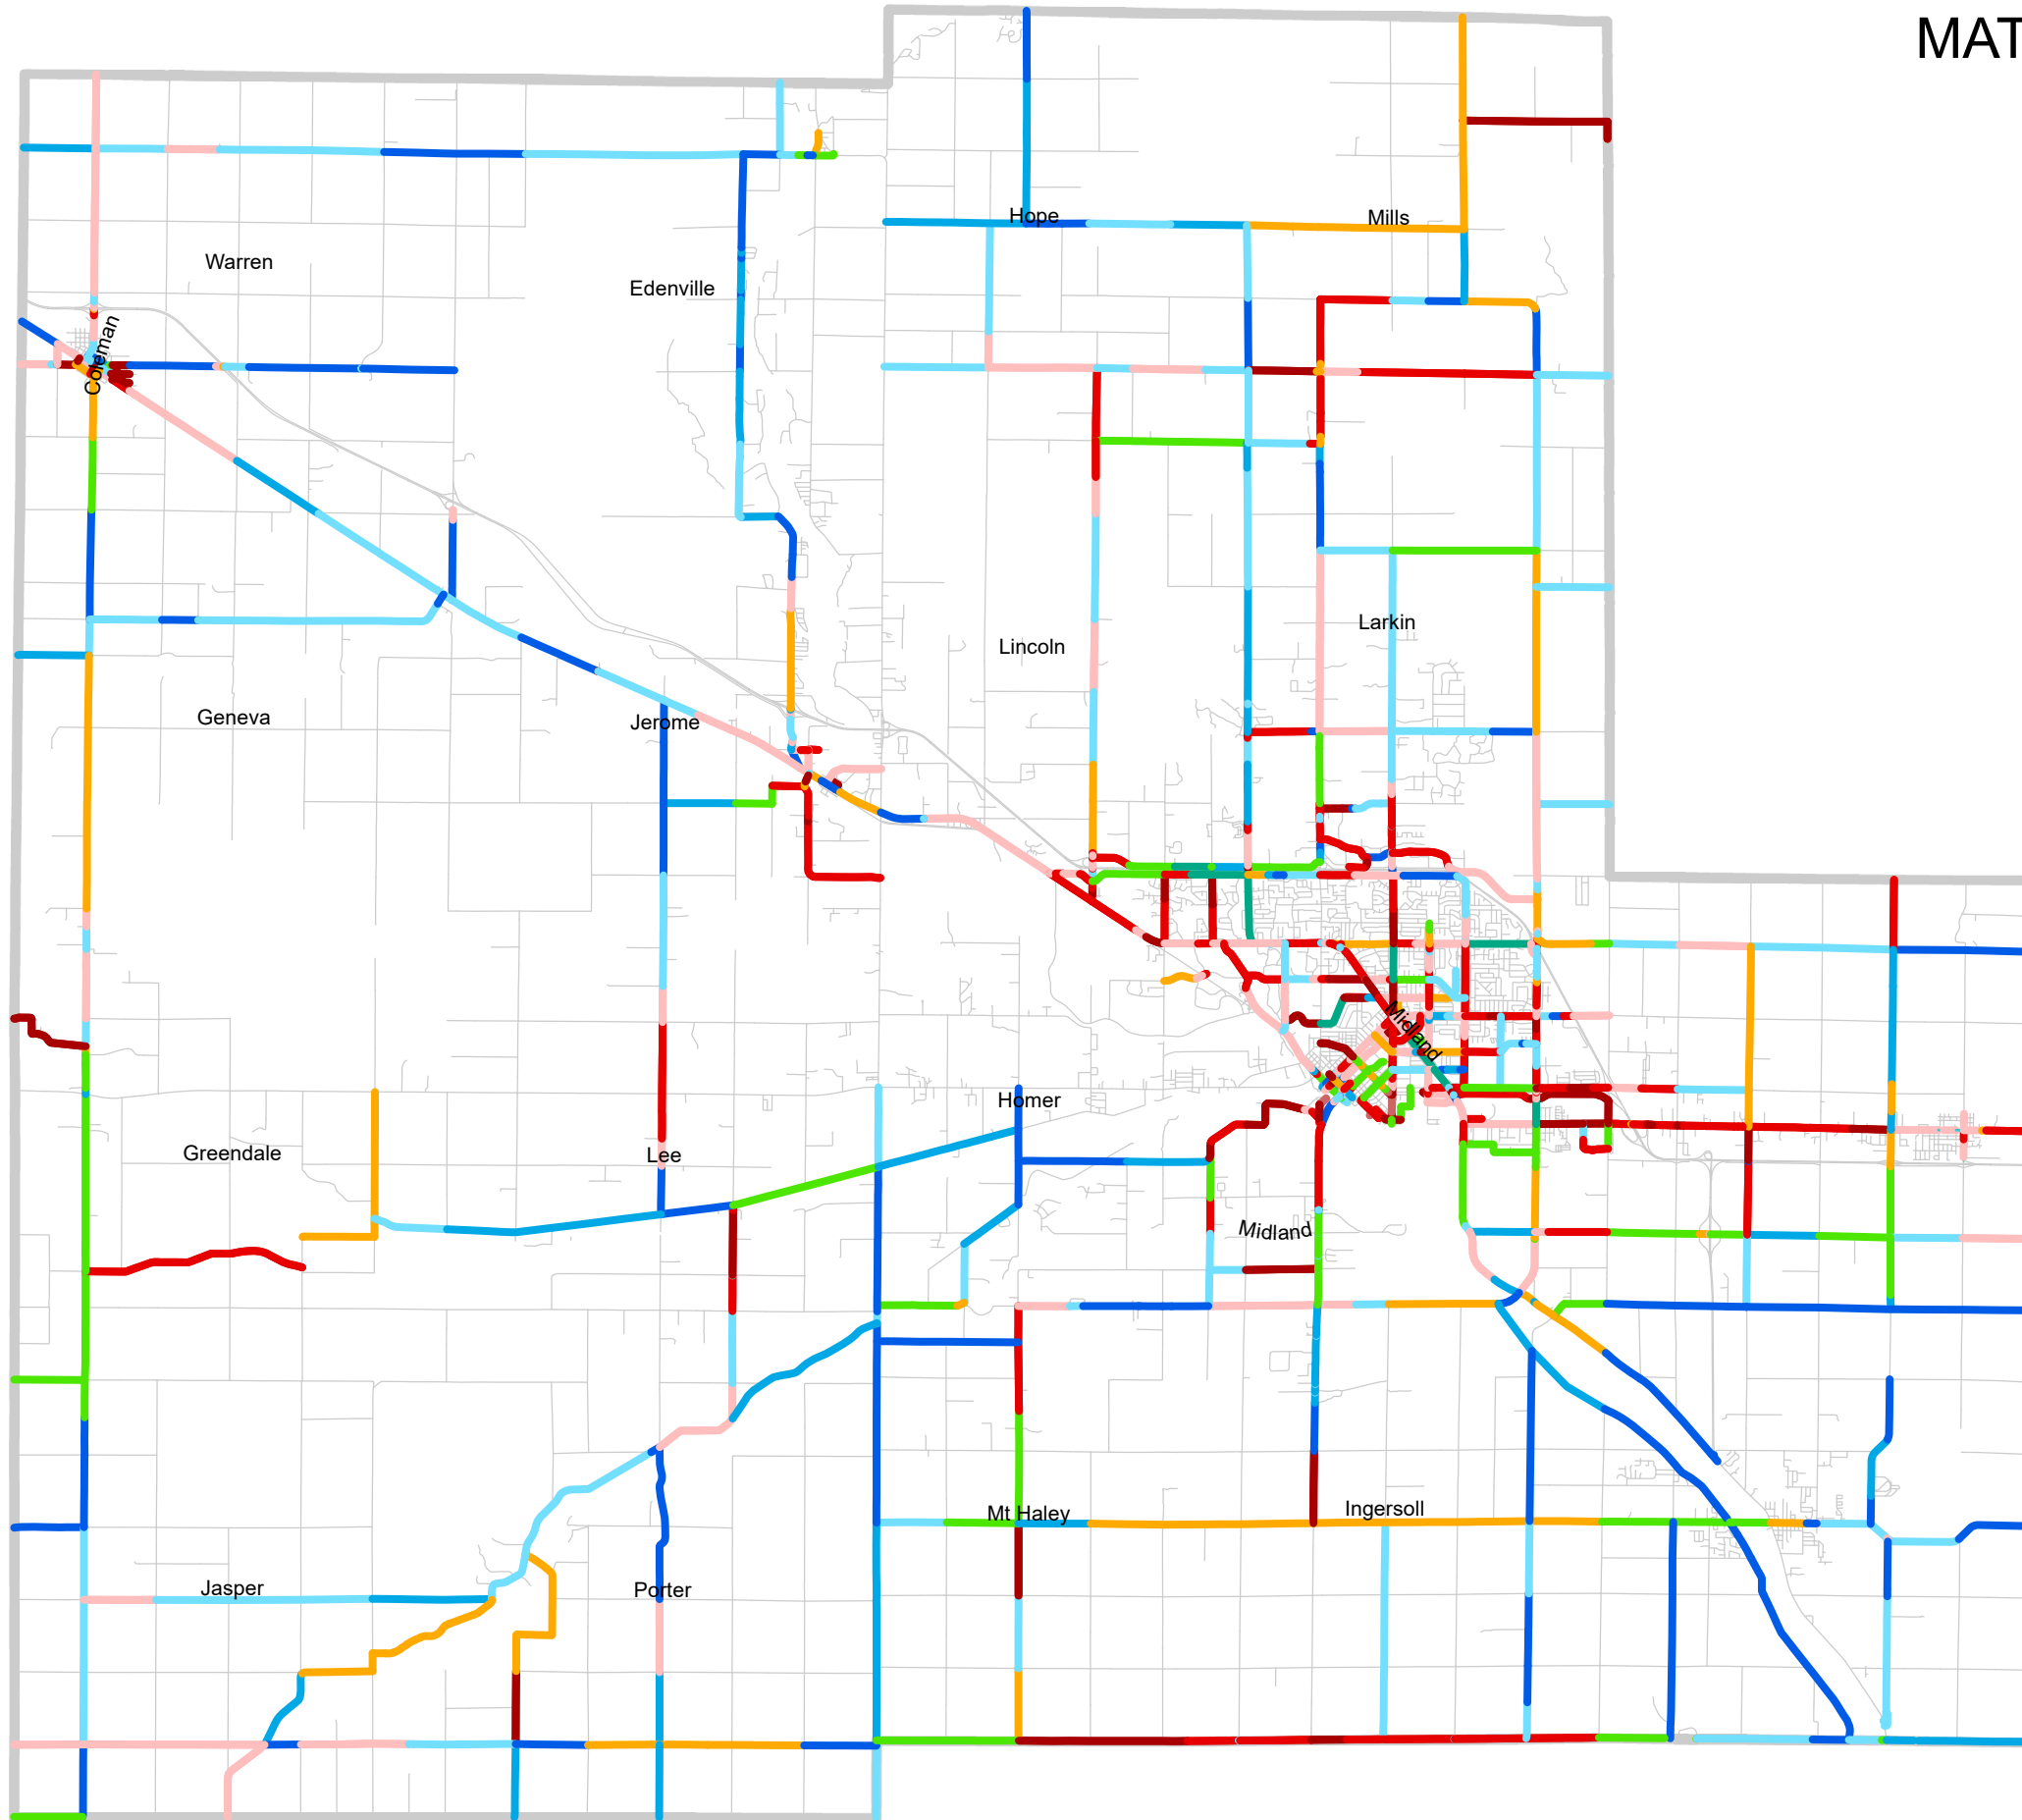 MAT
Hope
Mills
Warren
Edenville
Coleman
Larkin
Lincoln
Geneva
Jerome
Midland
Homer
Greendale
Lee
Midland
Mt Haley
Ingersoll
Jasper
Porter